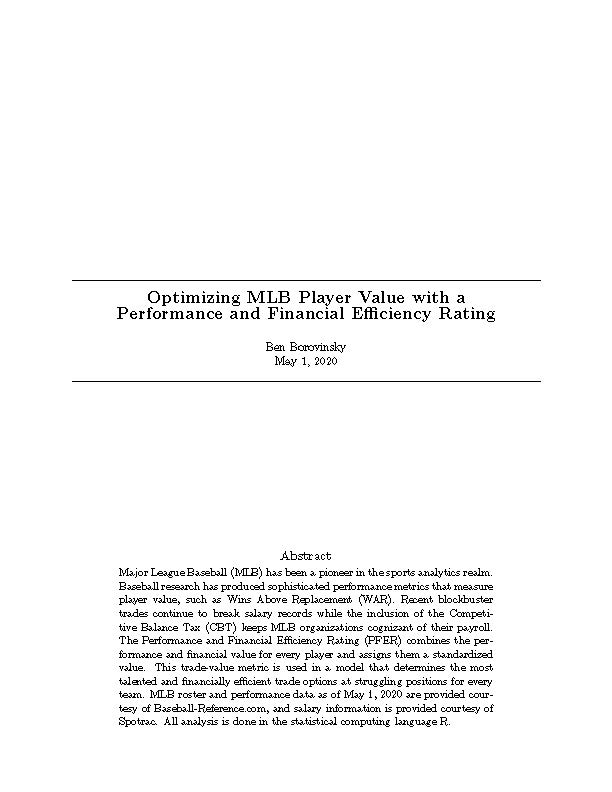 Optimizing MLB Player Value with a
Performance and Financial Efficiency Rating
Ben Borovinsky
May 1, 2020
Abstract
Major League Baseball (MLB) has been a pioneer in the sports analytics realm.
Baseball research has produced sophisticated performance metrics that measure
player value, such as Wins Above Replacement (WAR). Recent blockbuster
trades continue to break salary records while the inclusion of the Competi-
tive Balance Tax (CBT) keeps MLB organizations cognizant of their payroll.
The Performance and Financial Efficiency Rating (PFER) combines the per-
formance and financial value for every player and assigns them a standardized
value. This trade-value metric is used in a model that determines the most
talented and financially efficient trade options at struggling positions for every
team. MLB roster and performance data as of May 1, 2020 are provided cour-
tesy of Baseball-Reference.com, and salary information is provided courtesy of
Spotrac. All analysis is done in the statistical computing language R.